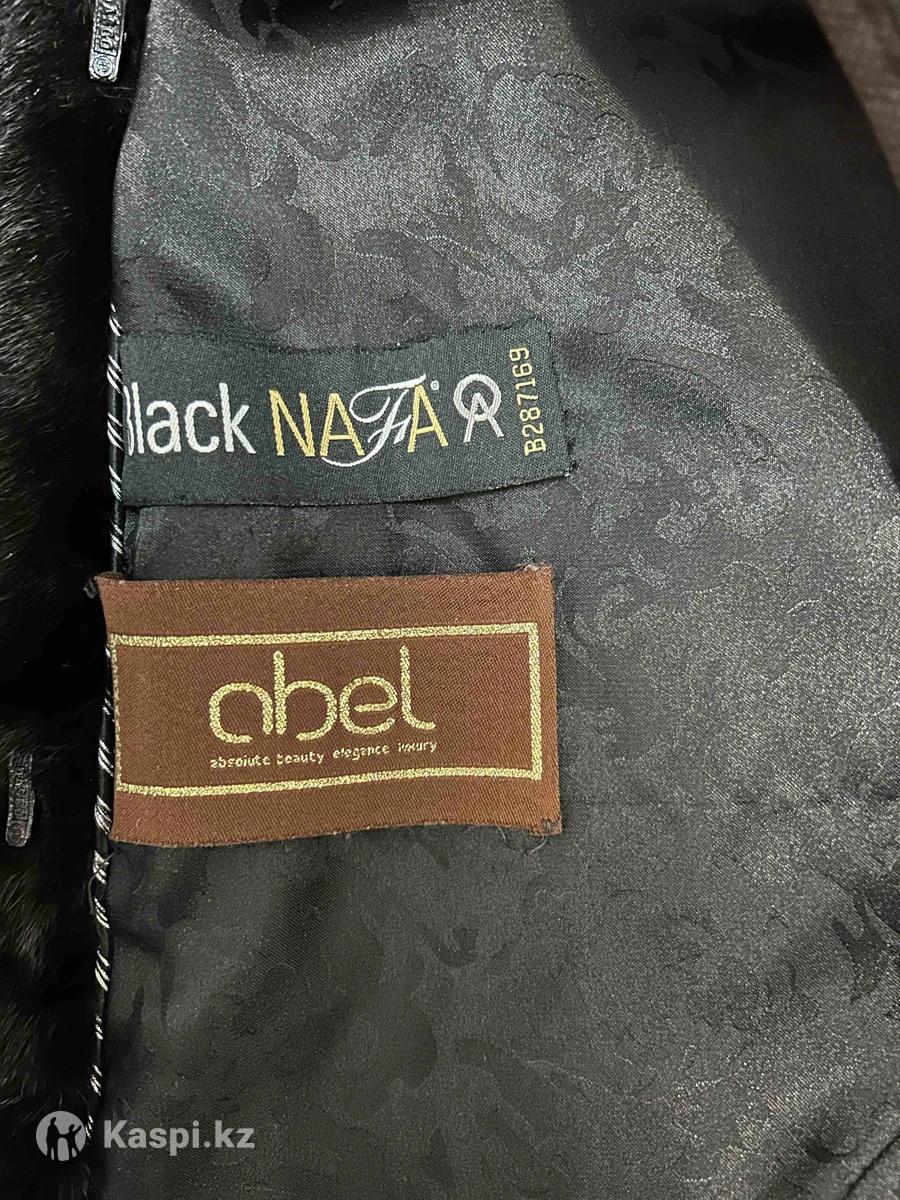 Black NAFA
B287169
abel
absolute beauty elegance luxury
Kaspi.kz